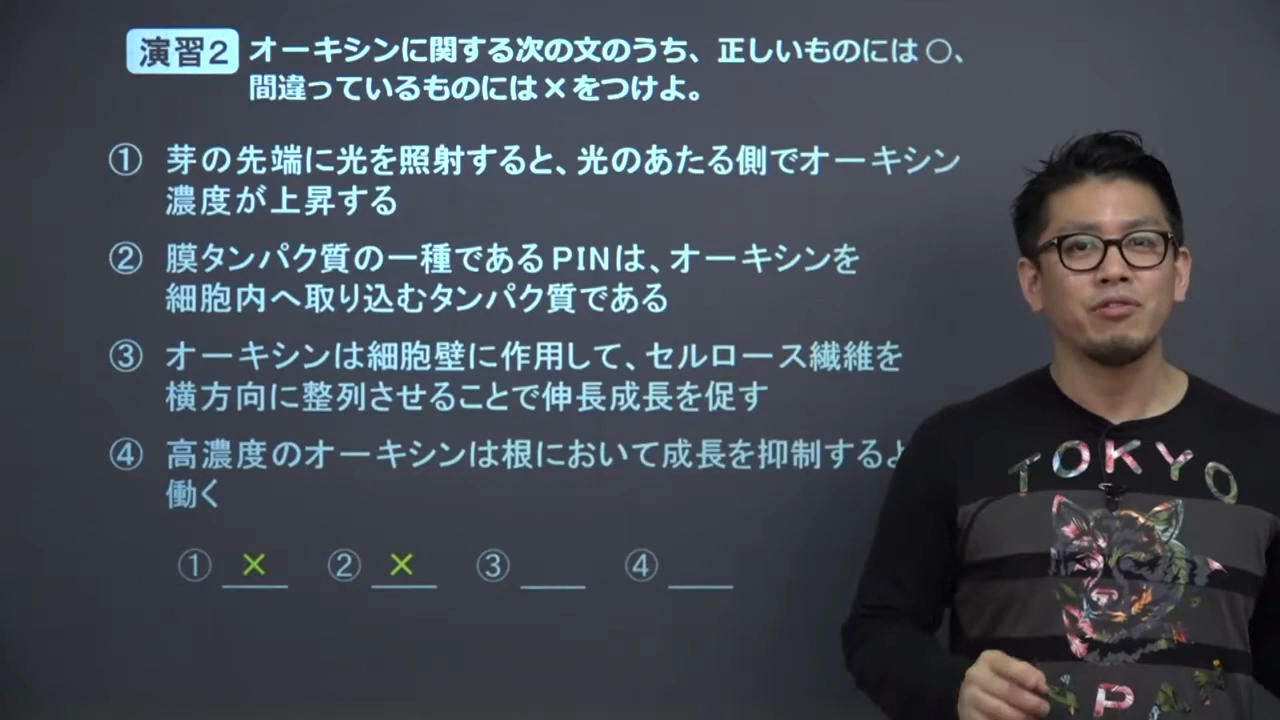 演習2 オーキシンに関する次の文のうち、正しいものには○、
間違っているものには×をつけよ。
① 芽の先端に光を照射すると、光のあたる側でオーキシン
濃度が上昇する
② 膜タンパク質の一種であるPINは、オーキシンを
細胞内へ取り込むタンパク質である
③ オーキシンは細胞壁に作用して、セルロース繊維を
横方向に整列させることで伸長成長を促す
④ 高濃度のオーキシンは根において成長を抑制するよ
働く
① × ② × ③ ④
TOKYO
JAPAN